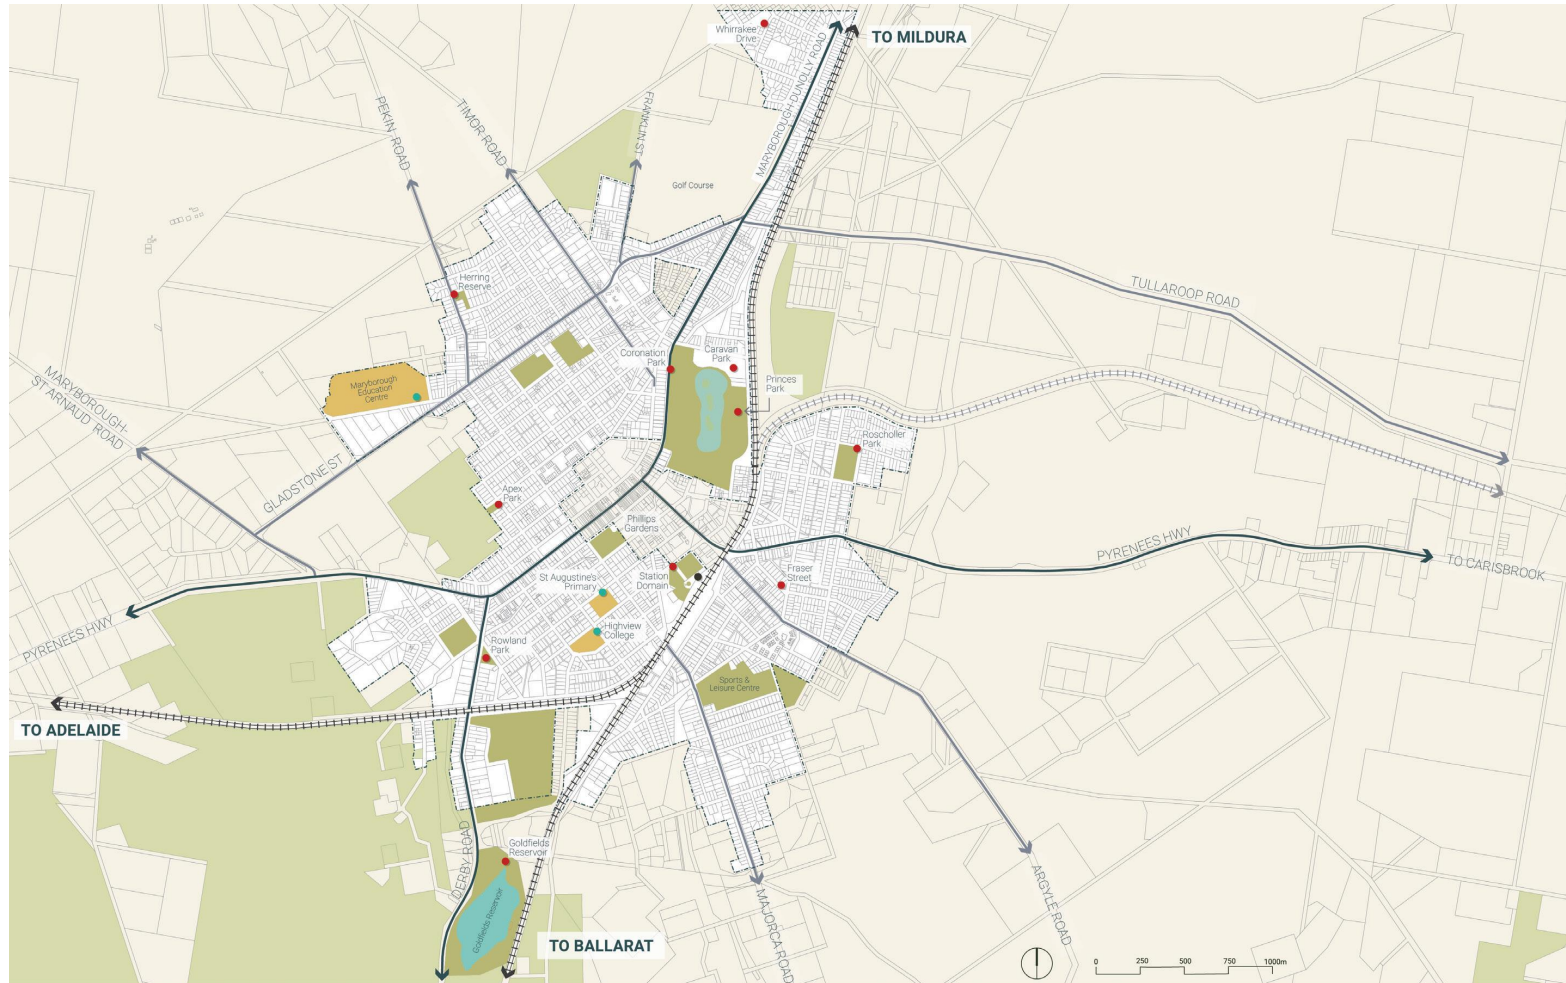 Whirrakee
Drive
TO MILDURA
MARYBOROUGH-DUNOLLY ROAD
PEKIN ROAD
TIMOR ROAD
FRANKLIN ST
Golf Course
Herring
Reserve
TULLAROOP ROAD
Coronation
Park
Caravan
Park
Princes
Park
Maryborough
Education
Centre
MARYBOROUGH-
ST ARNAUD ROAD
Roscholler
Park
GLADSTONE ST
Apex
Park
Phillips
Gardens
PYRENEES HWY
TO CARISBROOK
St Augustine's
Primary
Station
Domain
Fraser
Street
Highview
College
PYRENEES HWY
Rowland
Park
Sports &
Leisure Centre
TO ADELAIDE
DERBY ROAD
Goldfields
Reservoir
Goldfields Reservoir
TO BALLARAT
MAJORCA ROAD
ARGYLE ROAD
0 250 500 750 1000m